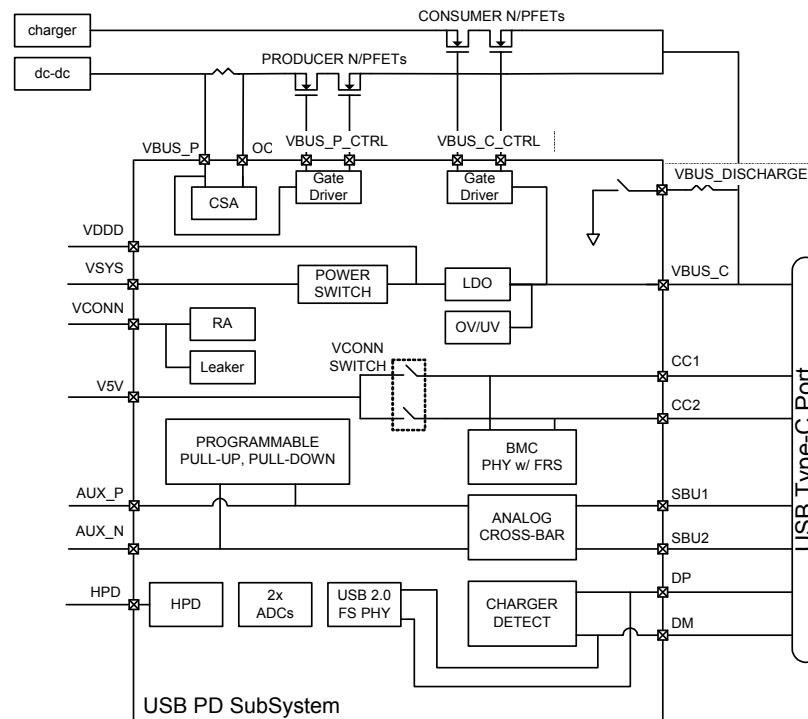 CONSUMER N/PFETs
charger
dc-dc
PRODUCER N/PFETs
VBUS_P
OC
VBUS_P_CTRL
VBUS_C_CTRL
VBUS_DISCHARGE
Gate
Driver
Gate
Driver
CSA
VDDD
VSYS
POWER
SWITCH
LDO
VBUS_C
VCONN
RA
OV/UV
Leaker
VCONN
SWITCH
V5V
CC1
CC2
PROGRAMMABLE
PULL-UP, PULL-DOWN
BMC
PHY w/ FRS
AUX_P
AUX_N
ANALOG
CROSS-BAR
SBU1
SBU2
USB Type-C Port
HPD
HPD
2x
ADCs
USB 2.0
FS PHY
CHARGER
DETECT
DP
DM
USB PD SubSystem